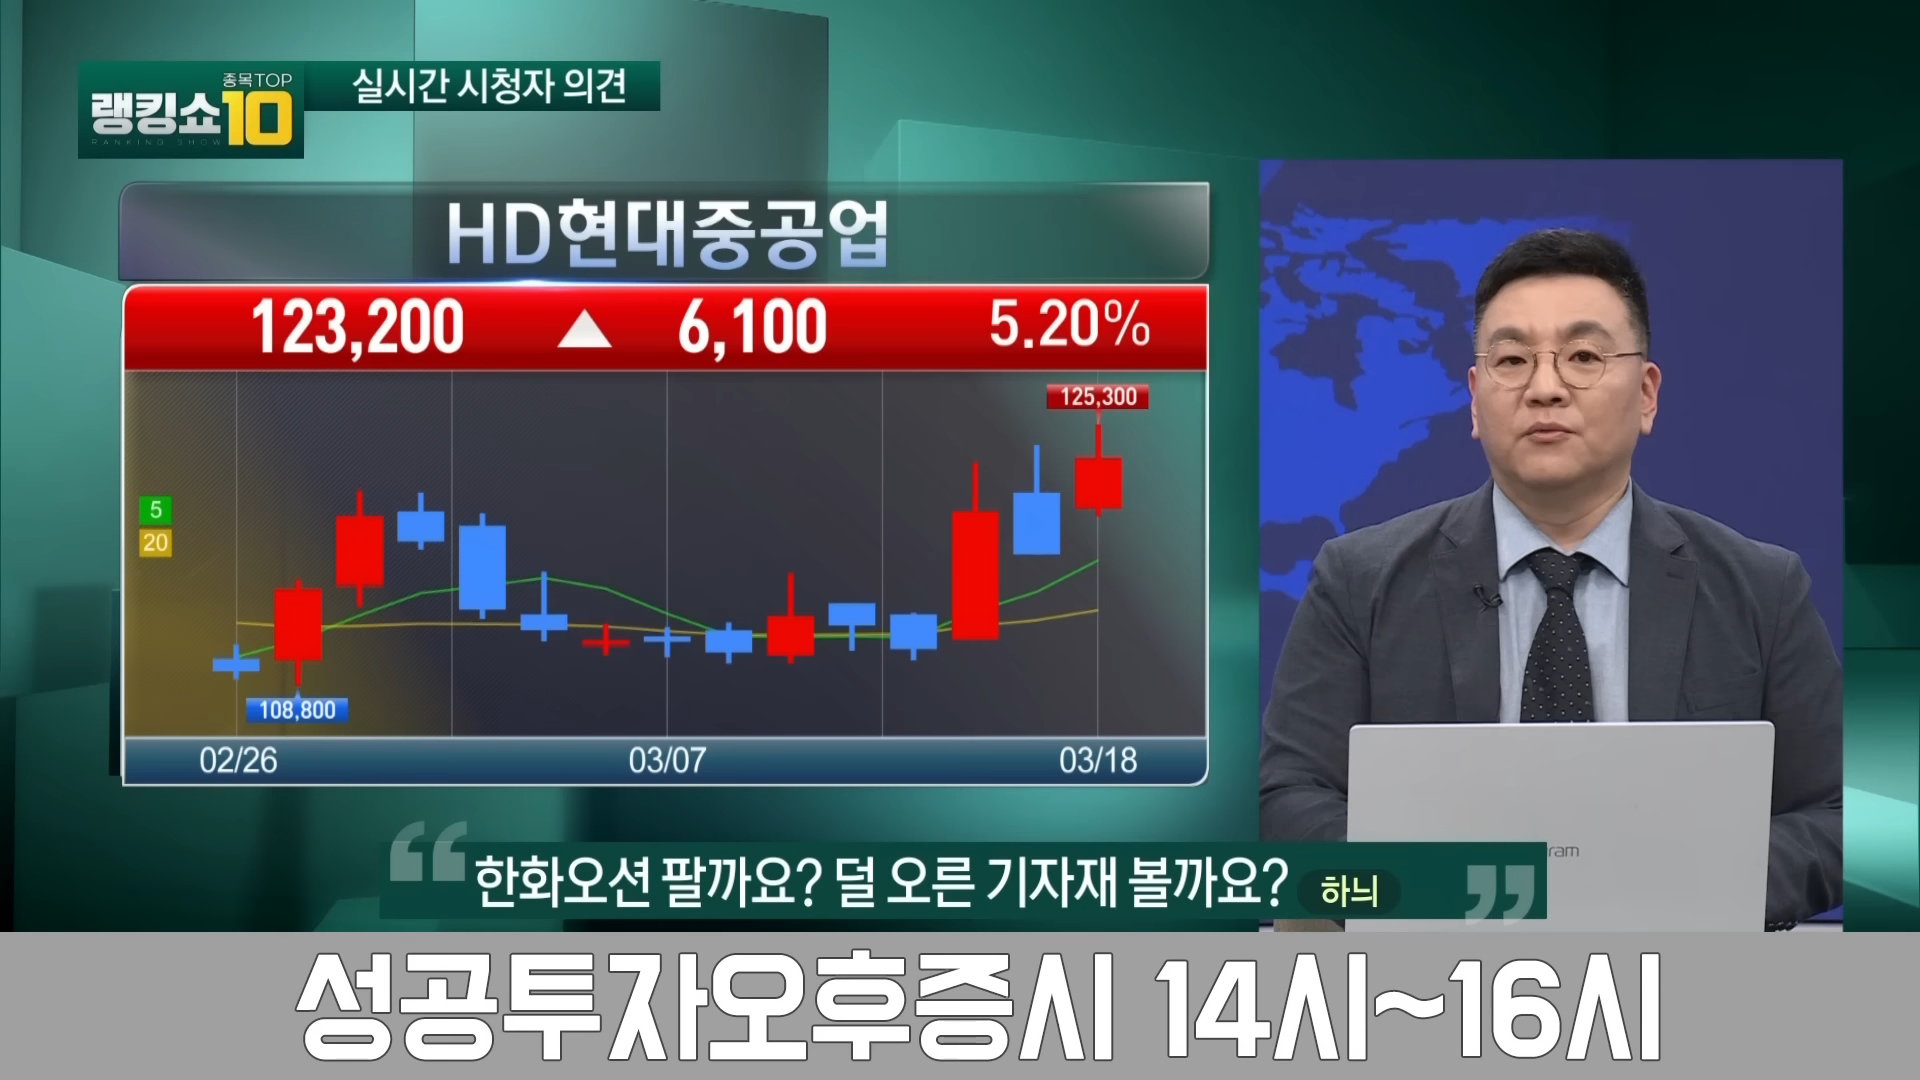 종목TOP
랭킹쇼10
RANKING SHOW
실시간 시청자 의견
HD현대중공업
123,200 ▲ 6,100 5.20%
125,300
5
20
108,800
02/26 03/07 03/18
“한화오션 팔까요? 덜 오른 기자재 볼까요? 하늬”
ram
성공투자오후증시 14시~16시